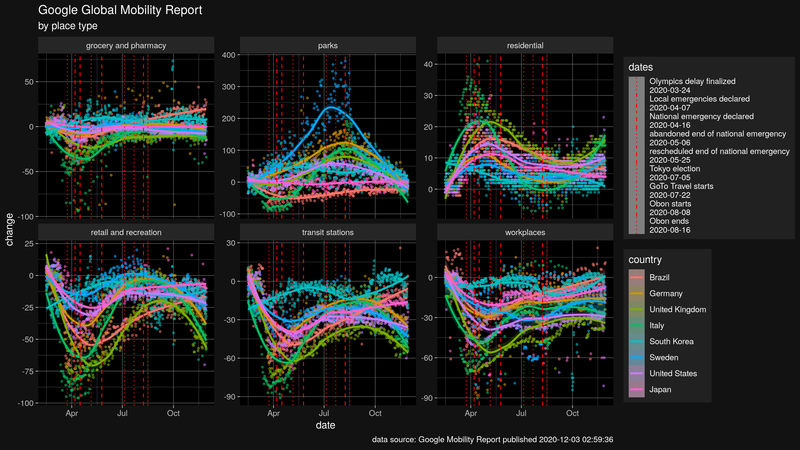 Google Global Mobility Report
by place type
grocery and pharmacy
parks
residential
50
0
-50
-100
400
300
200
100
0
-100
40
30
20
10
0
change
retail and recreation
transit stations
workplaces
25
0
-25
-50
-75
-100
30
0
-30
-60
-90
0
-30
-60
-90
Apr
Jul
Oct
Apr
Jul
Oct
Apr
Jul
Oct
date
dates
Olympics delay finalized
2020-03-24
Local emergencies declared
2020-04-07
National emergency declared
2020-04-16
abandoned end of national emergency
2020-05-06
rescheduled end of national emergency
2020-05-25
Tokyo election
2020-07-05
GoTo Travel starts
2020-07-22
Obon starts
2020-08-08
Obon ends
2020-08-16
country
Brazil
Germany
United Kingdom
Italy
South Korea
Sweden
United States
Japan
data source: Google Mobility Report published 2020-12-03 02:59:36